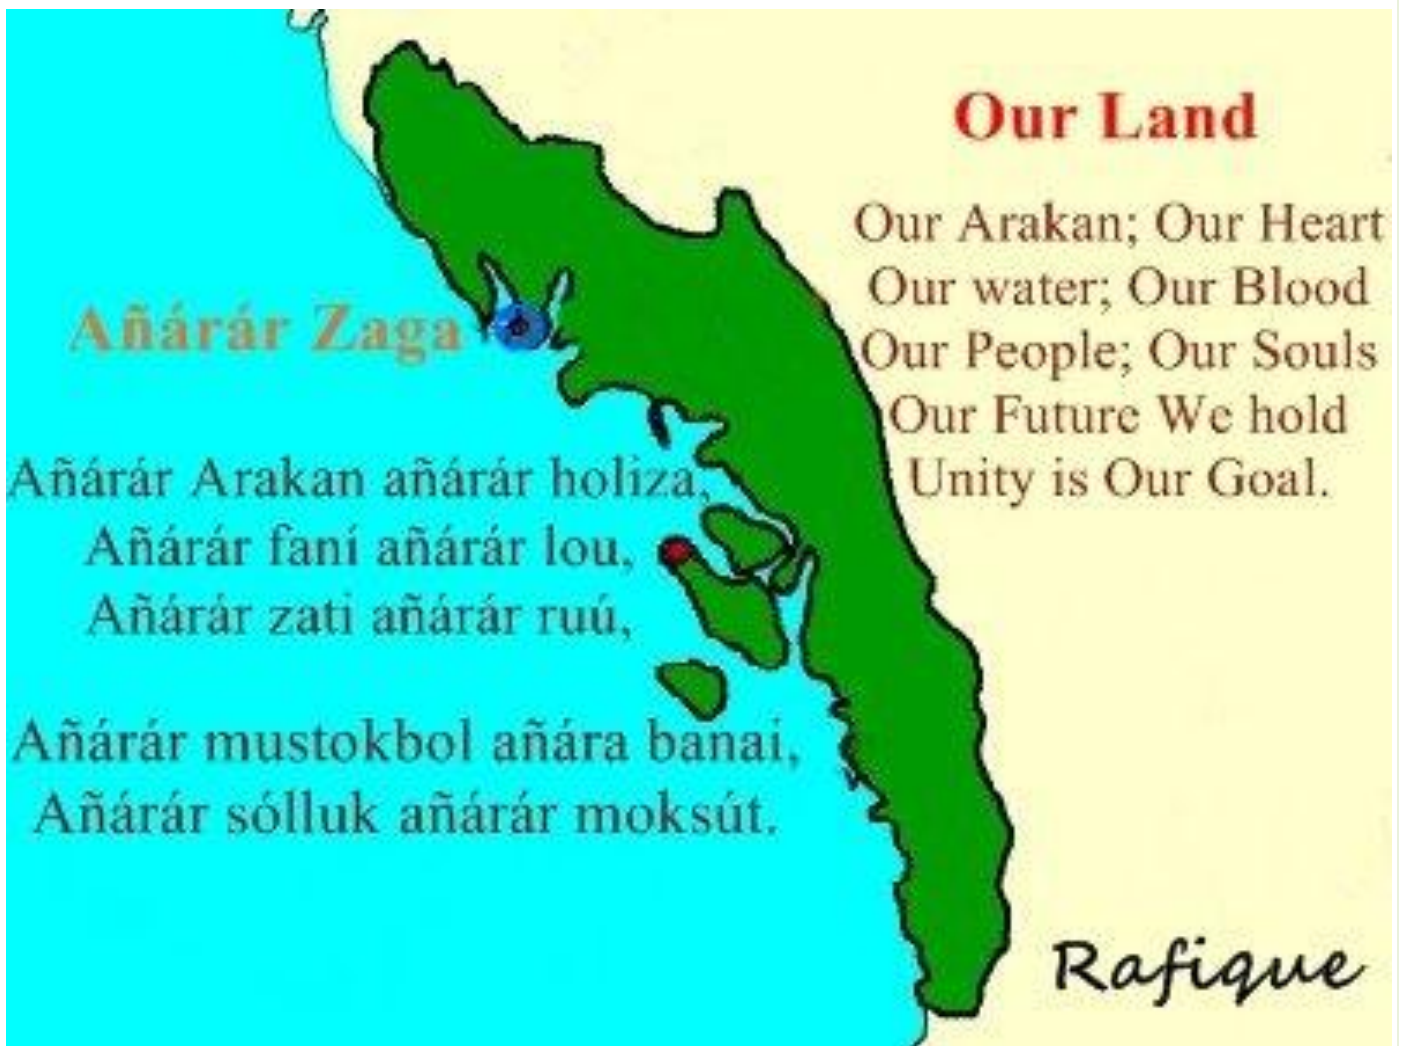 Our Land
Our Arakan; Our Heart
Our water; Our Blood
Our People; Our Souls
Our Future We hold
Unity is Our Goal.
Añárár Zaga
Añárár Arakan añárár holiza,
Añárár faní añárár lou,
Añárár zati añárár ruú,
Añárár mustokbol añára banai,
Añárár sólluk añárár moksút.
Rafique